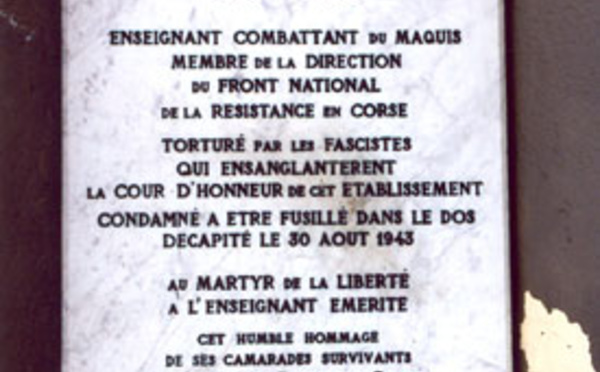 ENSEIGNANT COMBATTANT DU MAQUIS
MEMBRE DE LA DIRECTION
DU FRONT NATIONAL
DE LA RESISTANCE EN CORSE
TORTURÉ PAR LES FASCISTES
QUI ENSANGLANTERENT
LA COUR D'HONNEUR DE CET ETABLISSEMENT
CONDAMNÉ A ETRE FUSILLÉ DANS LE DOS
DECAPITÉ LE 30 AOUT 1943
AU MARTYR DE LA LIBERTÉ
A L'ENSEIGNANT EMERITE
CET HUMBLE HOMMAGE
DE SES CAMARADES SURVIVANTS